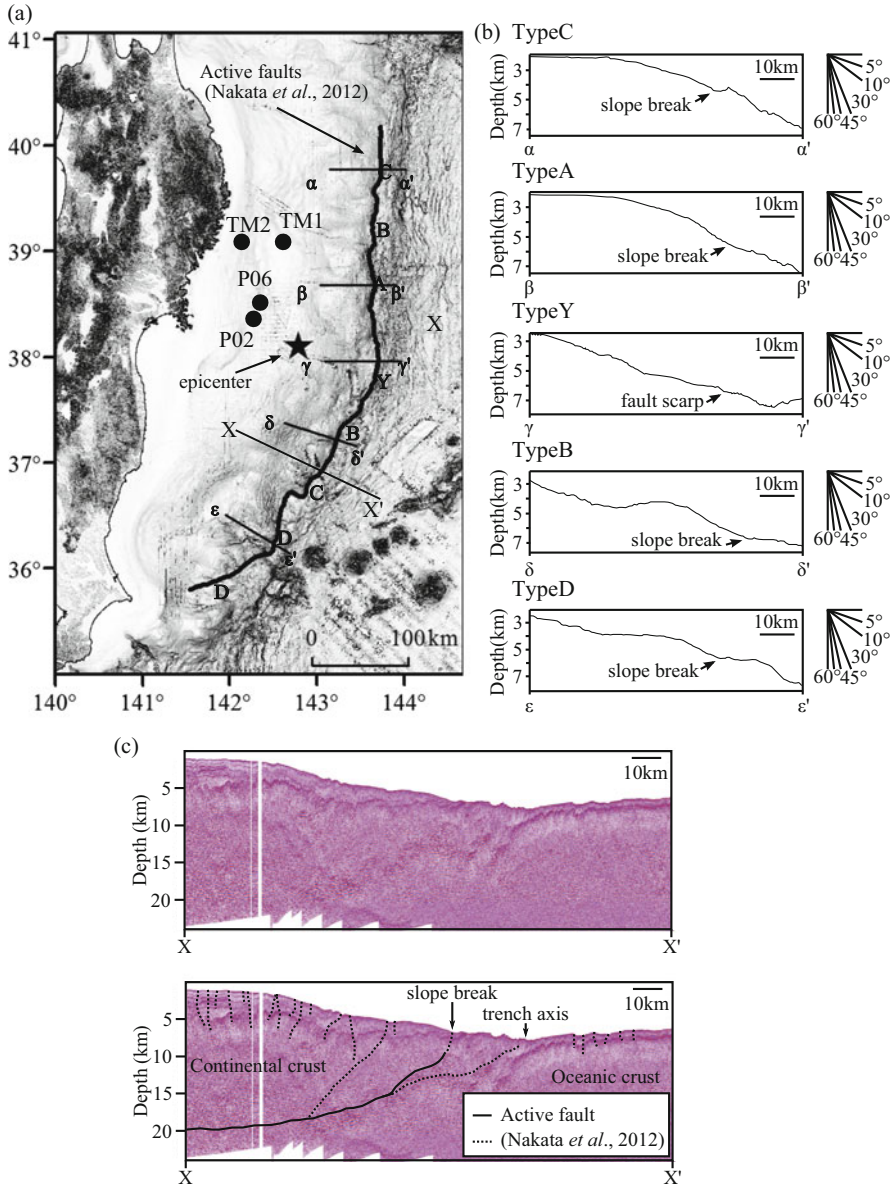 (a)
41°
40°
39°
38°
37°
36°
140°
141°
142°
143°
144°
Active faults
(Nakata et al., 2012)
C
α
α'
B
TM2
TM1
A
β
β'
P06
P02
X
epicenter
γ
γ'
Y
δ
B
δ'
X
C
X'
ε
D
ε'
D
0
100km
(b)
TypeC
Depth(km)
3
5
7
10km
slope break
α
α'
5°
10°
30°
60°45°
TypeA
Depth(km)
3
5
7
10km
slope break
β
β'
5°
10°
30°
60°45°
TypeY
Depth(km)
3
5
7
10km
fault scarp
γ
γ'
5°
10°
30°
60°45°
TypeB
Depth(km)
3
5
7
10km
slope break
δ
δ'
5°
10°
30°
60°45°
TypeD
Depth(km)
3
5
7
10km
slope break
ε
ε'
5°
10°
30°
60°45°
(c)
Depth (km)
5
10
15
20
10km
X
X'
Depth (km)
5
10
15
20
slope break
trench axis
10km
Continental crust
Oceanic crust
Active fault
(Nakata et al., 2012)
X
X'